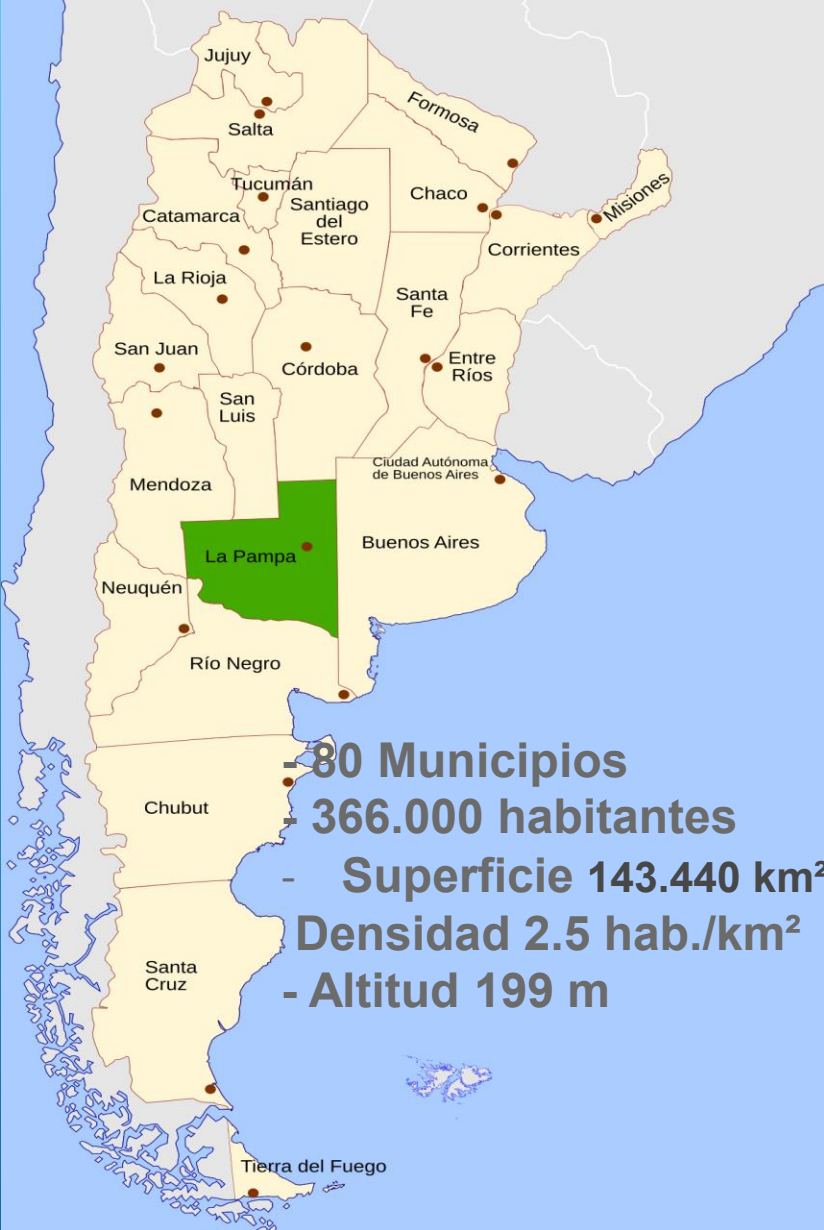 Jujuy
Formosa
Salta
Tucumán
Chaco
Misiones
Santiago
del
Estero
Catamarca
Corrientes
La Rioja
Santa
Fe
San Juan
Córdoba
Entre
Ríos
San
Luis
Ciudad Autónoma
de Buenos Aires
Mendoza
Buenos Aires
La Pampa
Neuquén
Río Negro
- 80 Municipios
- 366.000 habitantes
- Superficie 143.440 km²
Densidad 2.5 hab./km²
- Altitud 199 m
Chubut
Santa
Cruz
Tierra del Fuego